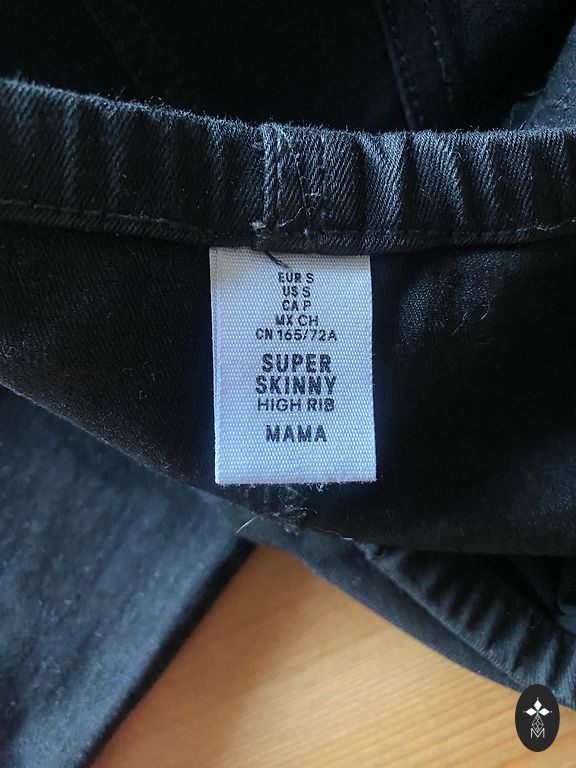 EUR S
US S
CA P
MX CH
CN 165/72A
SUPER
SKINNY
HIGH RIB
MAMA
M